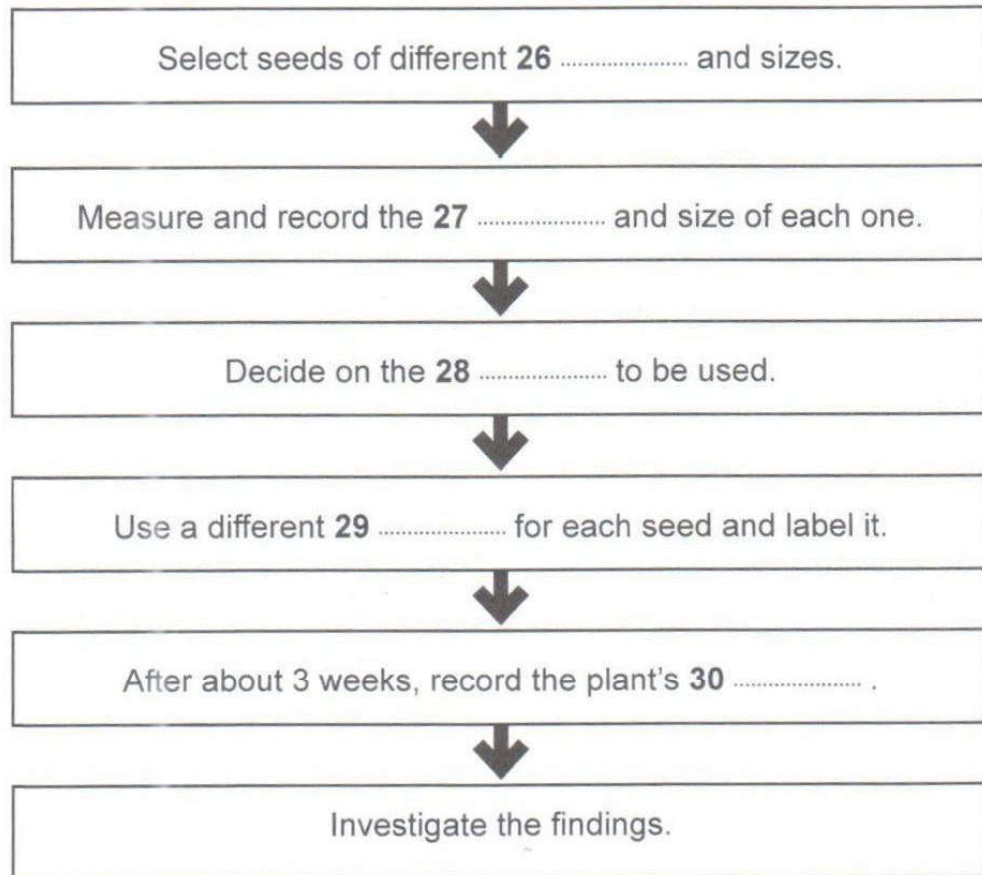 Select seeds of different 26 .................... and sizes.
Measure and record the 27 .................... and size of each one.
Decide on the 28 .................... to be used.
Use a different 29 .................... for each seed and label it.
After about 3 weeks, record the plant's 30 .................... .
Investigate the findings.